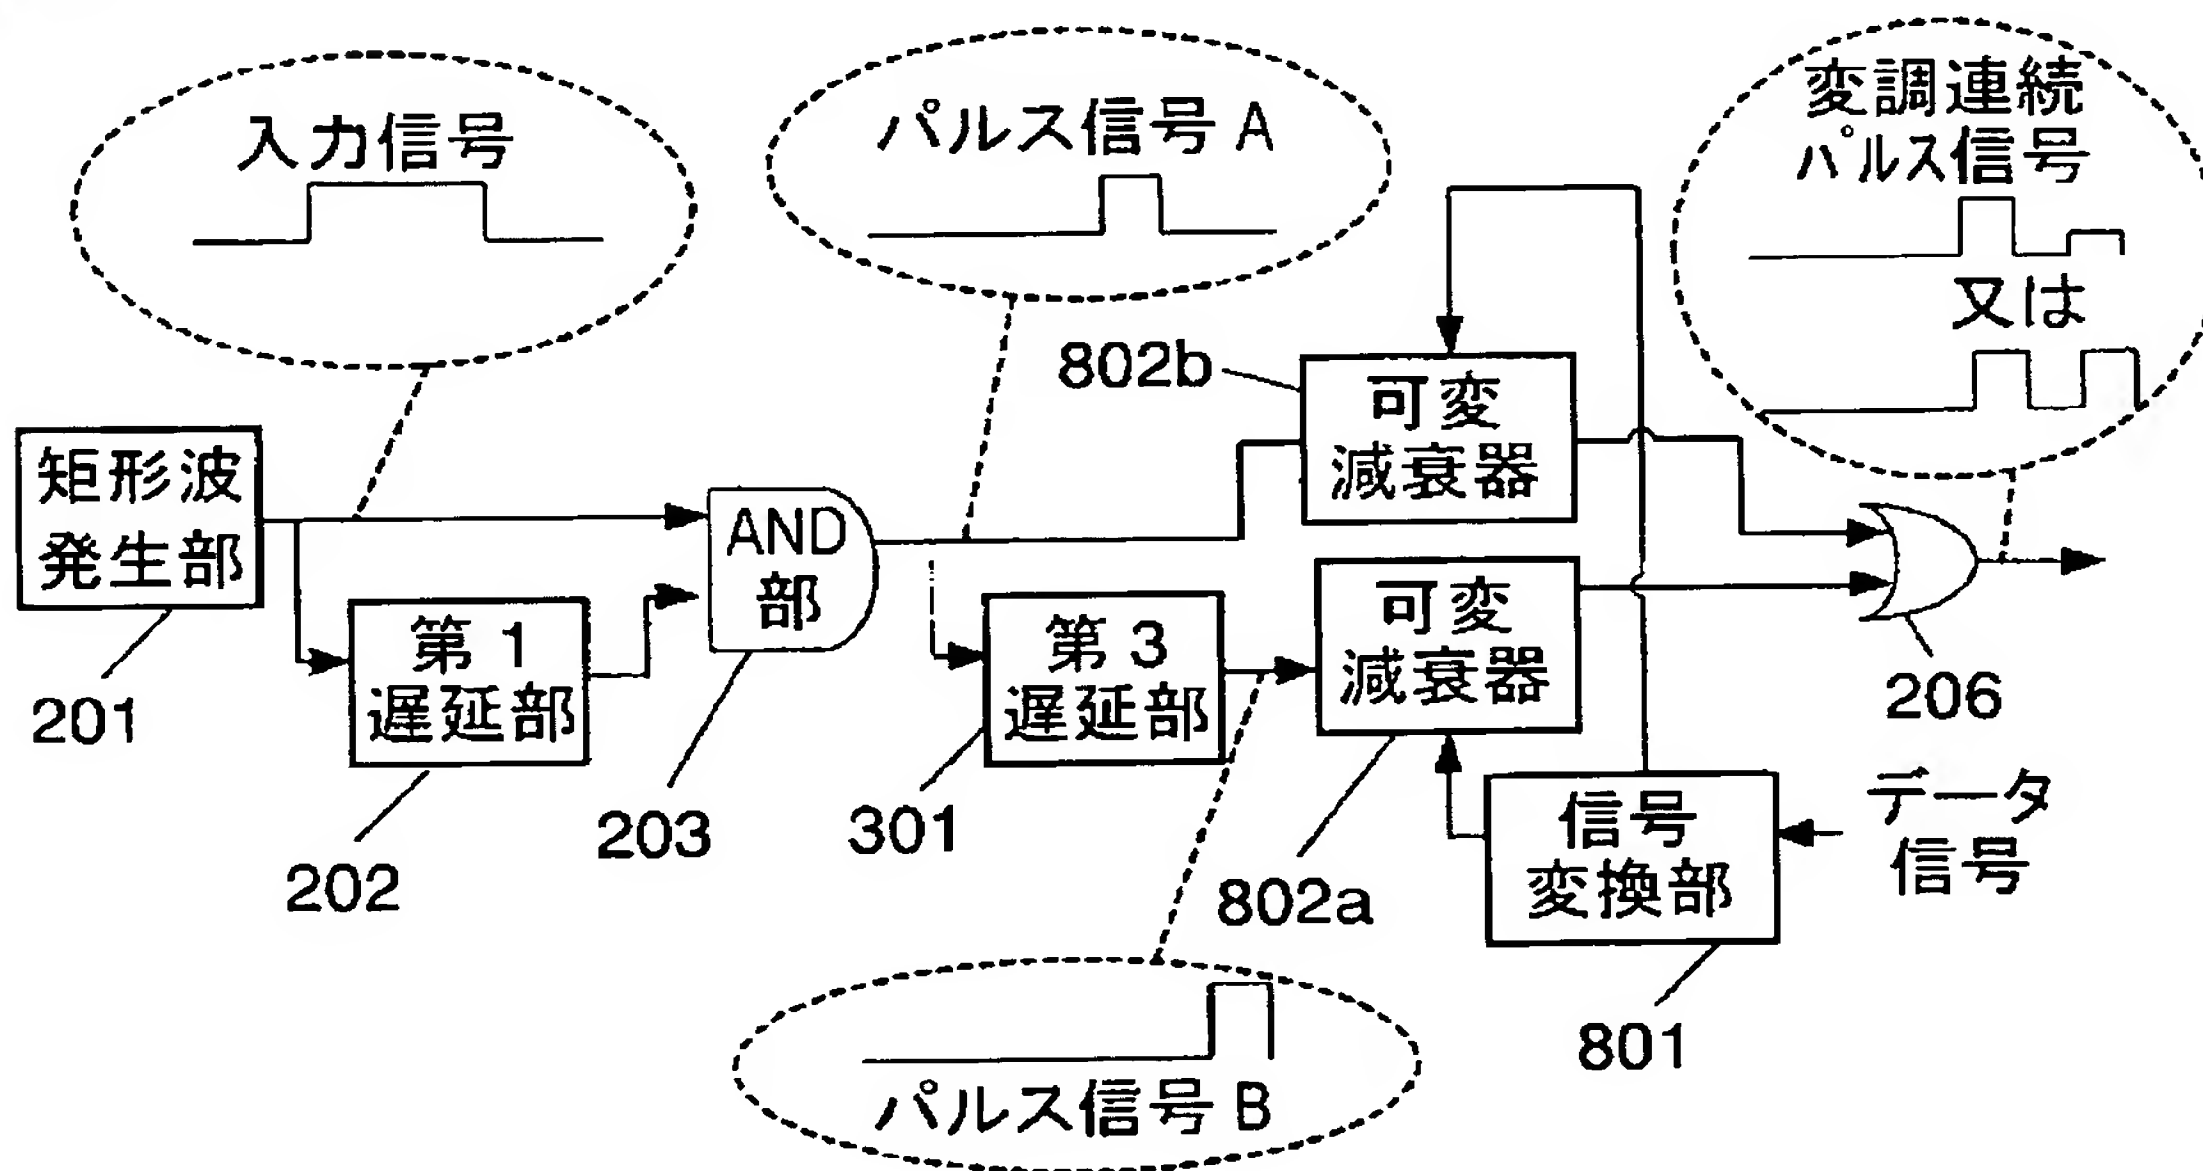 入力信号
パルス信号 A
変調連続
パルス信号
又は
802b
可変
減衰器
矩形波
発生部
AND
部
可変
減衰器
第 1
遅延部
第 3
遅延部
201
206
202
203
301
802a
信号
変換部
データ
信号
801
パルス信号 B